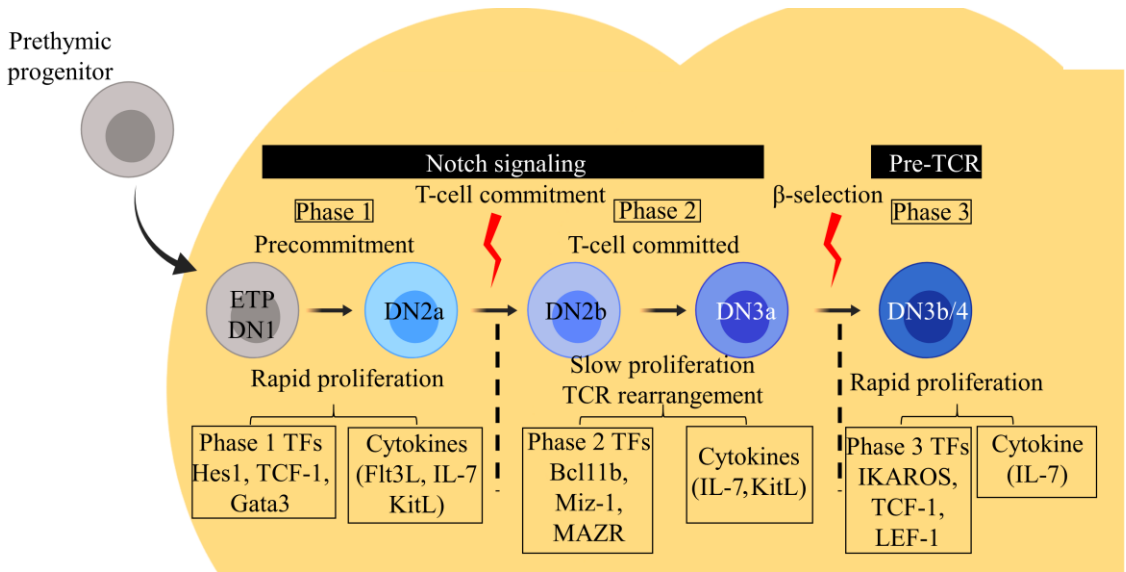 Prethymic
progenitor
Notch signaling
Pre-TCR
T-cell commitment
β-selection
Phase 1
Phase 2
Phase 3
Precommitment
T-cell committed
ETP
DN1
DN2a
DN2b
DN3a
DN3b/4
Rapid proliferation
Slow proliferation
TCR rearrangement
Rapid proliferation
Phase 1 TFs
Hes1, TCF-1,
Gata3
Cytokines
(Flt3L, IL-7
KitL)
Phase 2 TFs
Bcl11b,
Miz-1,
MAZR
Cytokines
(IL-7, KitL)
Phase 3 TFs
IKAROS,
TCF-1,
LEF-1
Cytokine
(IL-7)